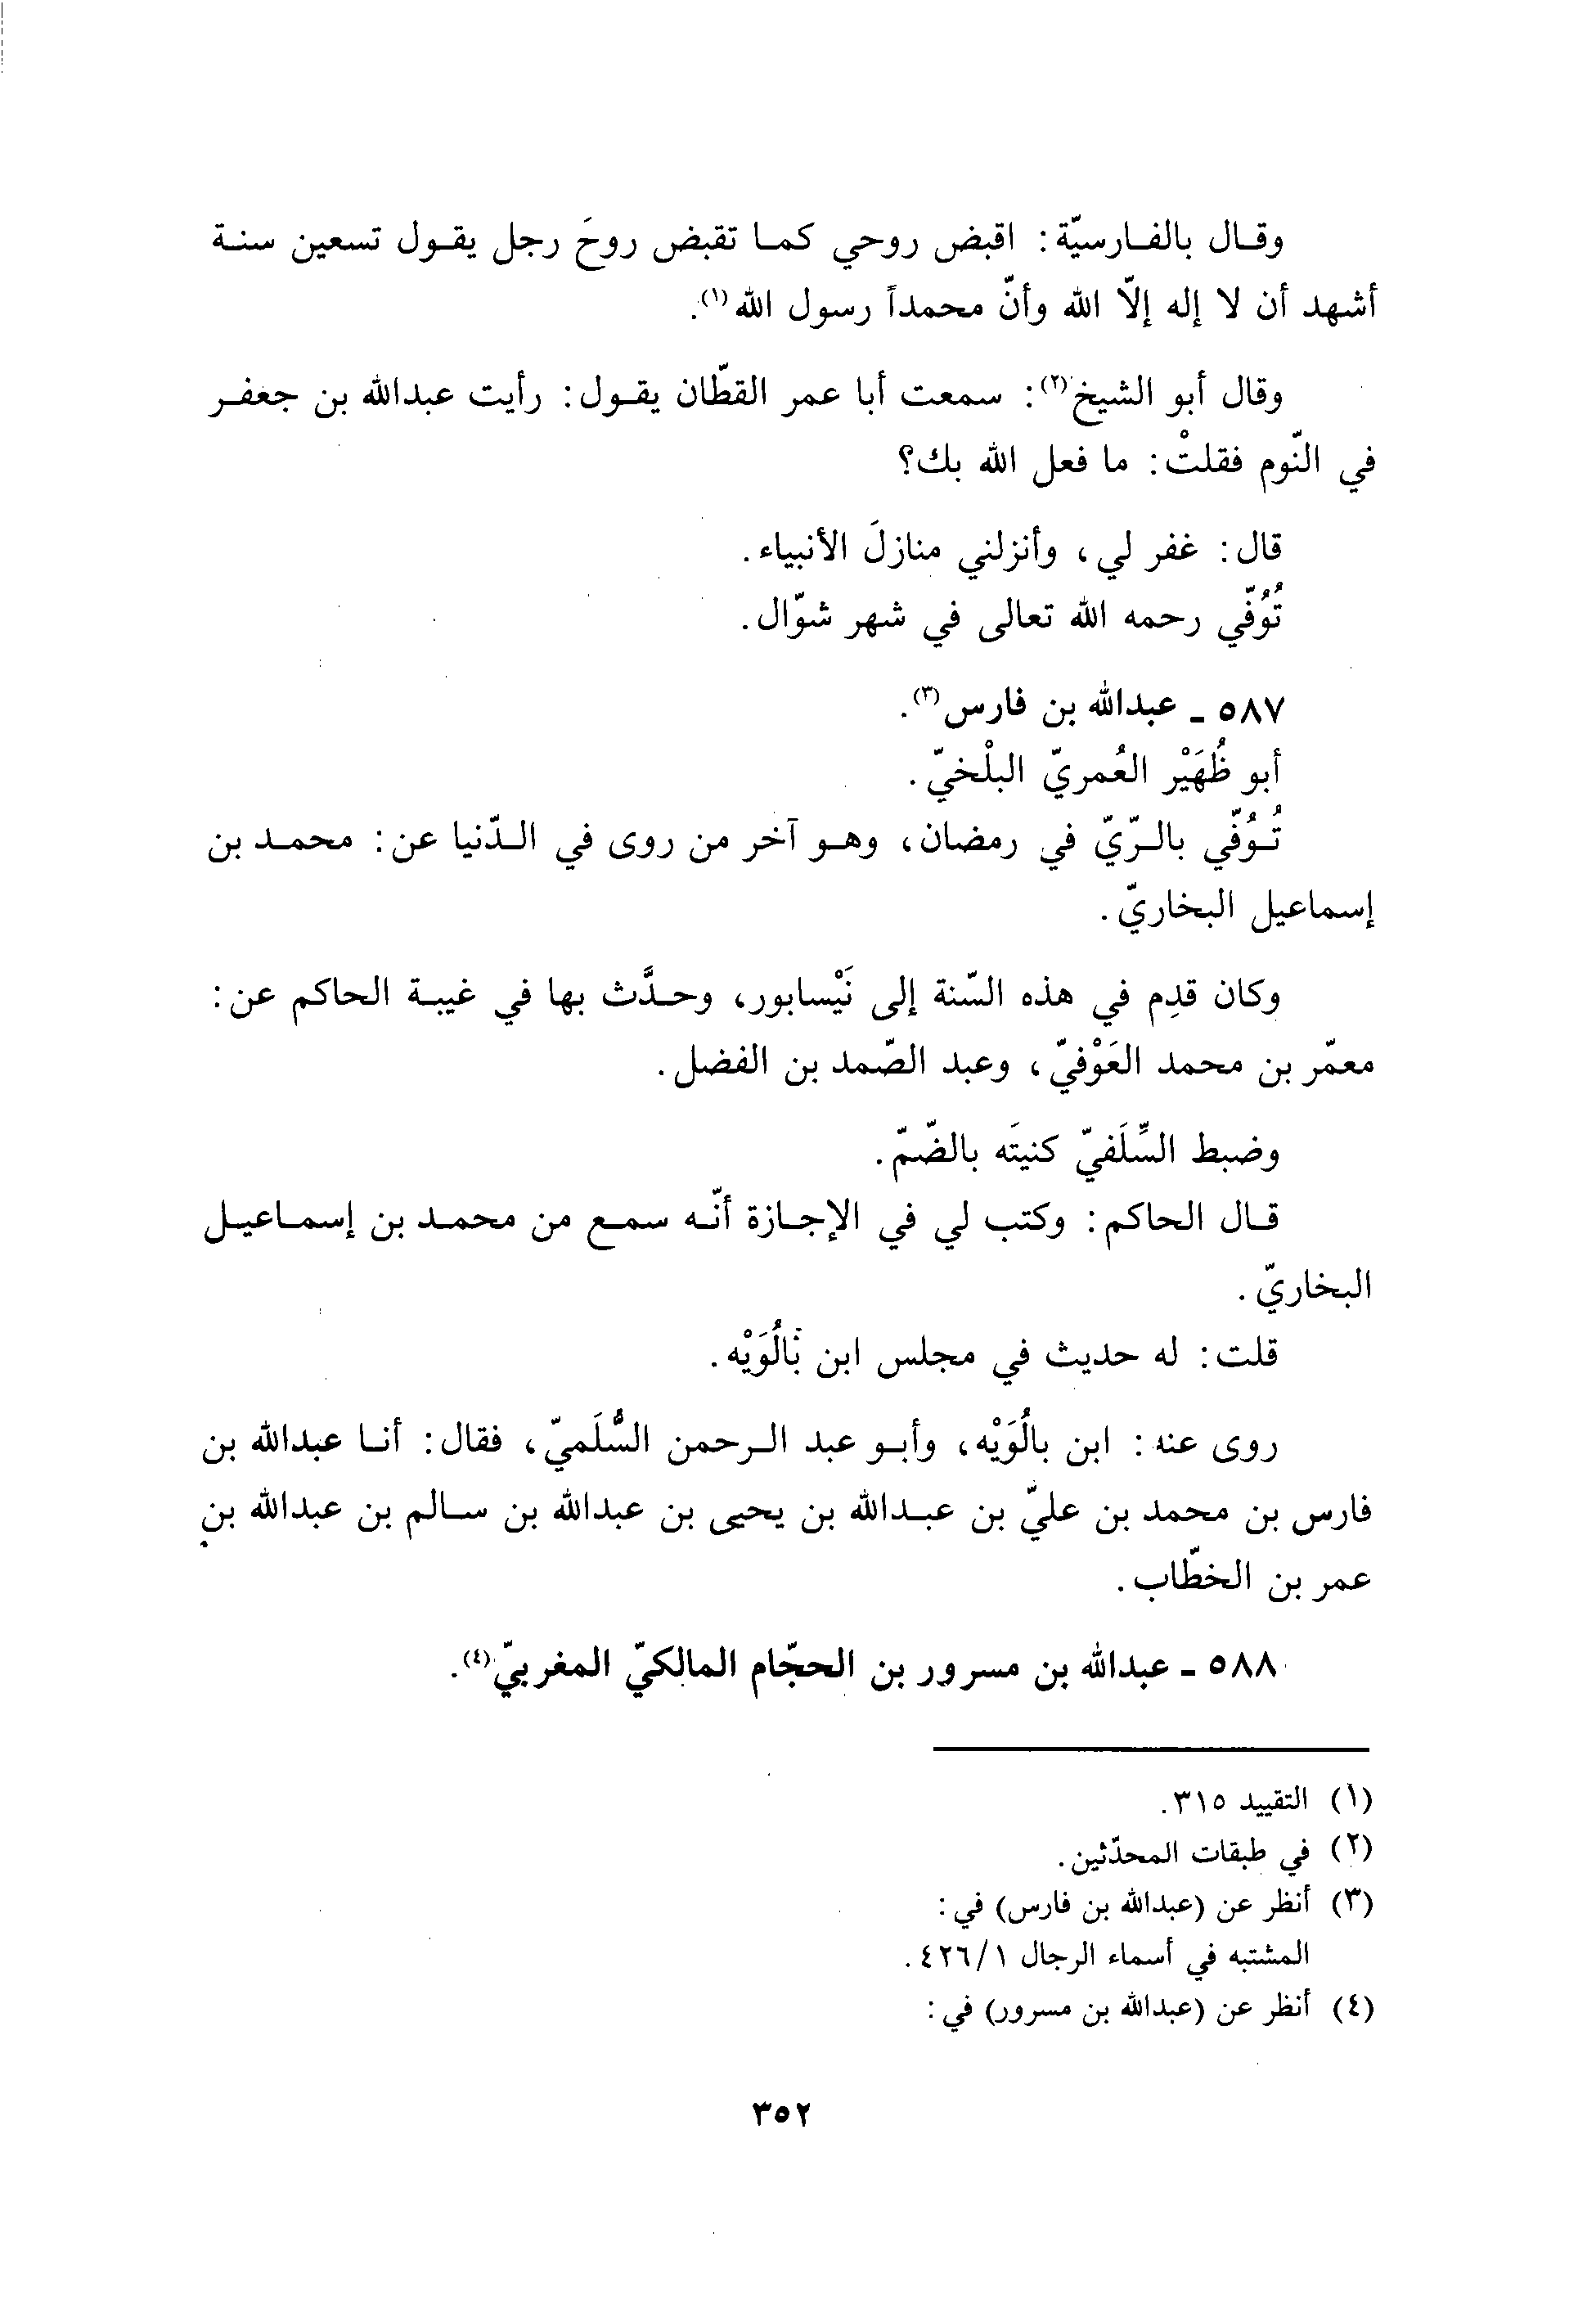 وقال بالفارسيّة: اقبض روحي كما تقبض روحَ رجل يقول تسعين سنة
أشهد أن لا إله إلّا الله وأنّ محمداً رسول الله(١).
وقال أبو الشيخ(٢): سمعت أبا عمر القطّان يقول: رأيت عبدالله بن جعفر
في النّوم فقلتْ: ما فعل الله بك؟
قال: غفر لي، وأنزلني منازلَ الأنبياء.
تُوُفّي رحمه الله تعالى في شهر شوّال.
٥٨٧ ـ عبدالله بن فارس(٣).
أبو ظُهَيْر العُمريّ البلْخيّ.
تُوُفّي بالرّيّ في رمضان، وهو آخر من روى في الدّنيا عن: محمد بن
إسماعيل البخاريّ.
وكان قدِم في هذه السّنة إلى نَيْسابور، وحدَّث بها في غيبة الحاكم عن:
معمّر بن محمد العَوْفيّ، وعبد الصّمد بن الفضل.
وضبط السِّلَفيّ كنيتَه بالضّمّ.
قال الحاكم: وكتب لي في الإجازة أنّه سمع من محمد بن إسماعيل
البخاريّ.
قلت: له حديث في مجلس ابن بَالُوَيْه.
روى عنه: ابن بالُوَيْه، وأبو عبد الرحمن السُّلَميّ، فقال: أنا عبدالله بن
فارس بن محمد بن عليّ بن عبدالله بن يحيى بن عبدالله بن سالم بن عبدالله بن
عمر بن الخطّاب.
٥٨٨ ـ عبدالله بن مسرور بن الحجّام المالكيّ المغربيّ(٤).
(١) التقييد ٣١٥.
(٢) في طبقات المحدّثين.
(٣) أنظر عن (عبدالله بن فارس) في:
المشتبه في أسماء الرجال ١/٤٢٦.
(٤) أنظر عن (عبدالله بن مسرور) في:
٣٥٢